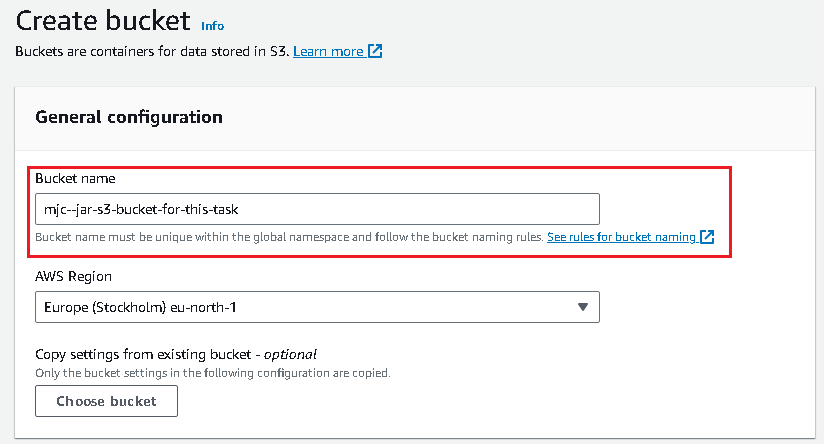 Create bucket Info
Buckets are containers for data stored in S3. Learn more
General configuration
Bucket name
mjc--jar-s3-bucket-for-this-task
Bucket name must be unique within the global namespace and follow the bucket naming rules. See rules for bucket naming
AWS Region
Europe (Stockholm) eu-north-1
Copy settings from existing bucket - optional
Only the bucket settings in the following configuration are copied.
Choose bucket